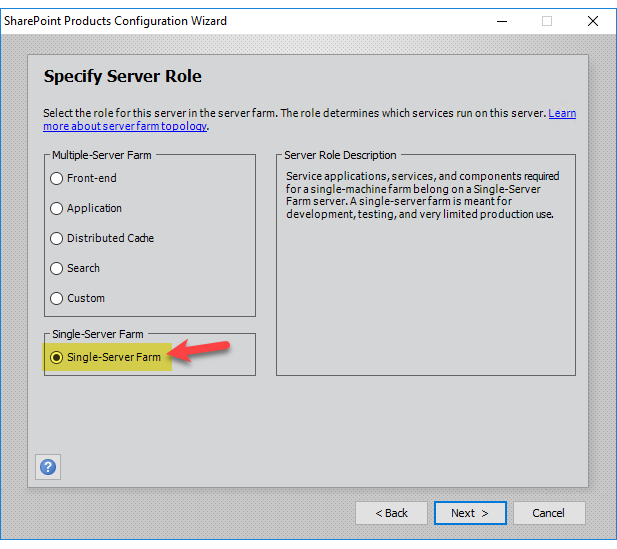 SharePoint Products Configuration Wizard
Specify Server Role
Select the role for this server in the server farm. The role determines which services run on this server. Learn
more about server farm topology.
Multiple-Server Farm
Front-end
Application
Distributed Cache
Search
Custom
Single-Server Farm
Single-Server Farm
Server Role Description
Service applications, services, and components required
for a single-machine farm belong on a Single-Server
Farm server. A single-server farm is meant for
development, testing, and very limited production use.
?
< Back
Next >
Cancel